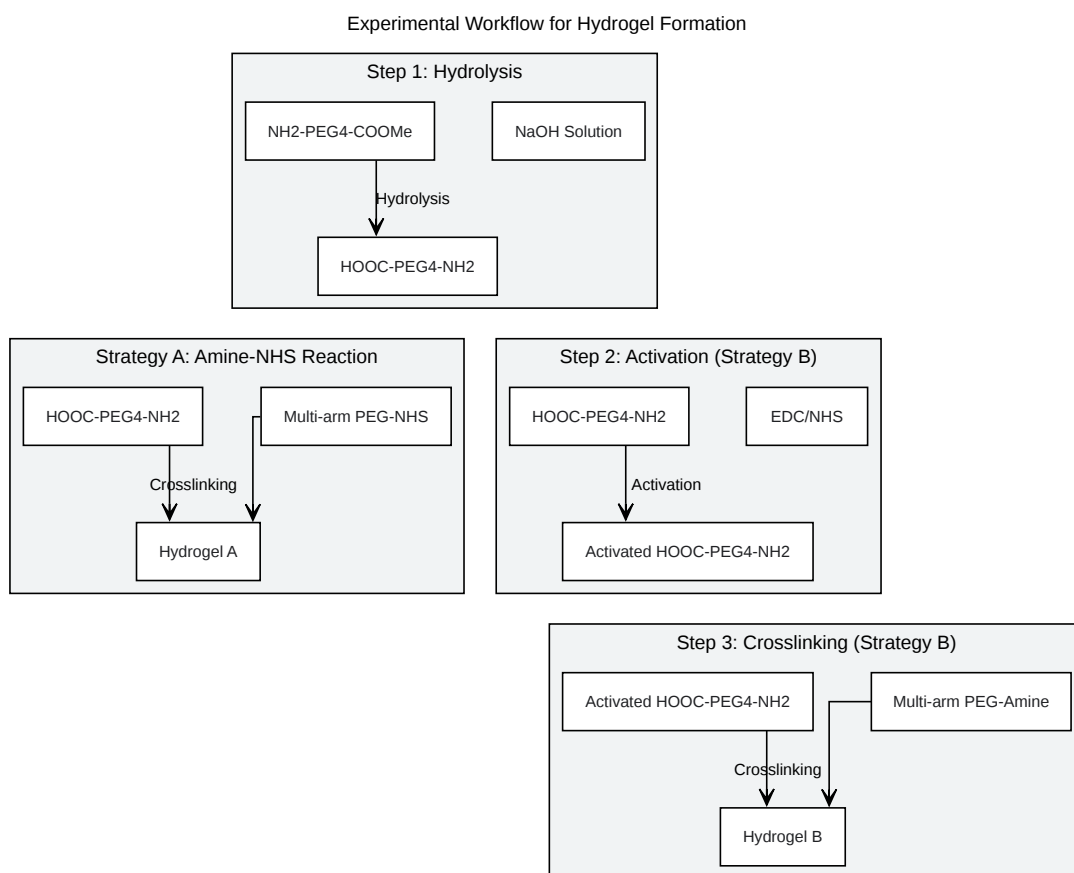 Experimental Workflow for Hydrogel Formation
Step 1: Hydrolysis
NH2-PEG4-COOMe
NaOH Solution
Hydrolysis
HOOC-PEG4-NH2
Strategy A: Amine-NHS Reaction
HOOC-PEG4-NH2
Multi-arm PEG-NHS
Crosslinking
Hydrogel A
Step 2: Activation (Strategy B)
HOOC-PEG4-NH2
EDC/NHS
Activation
Activated HOOC-PEG4-NH2
Step 3: Crosslinking (Strategy B)
Activated HOOC-PEG4-NH2
Multi-arm PEG-Amine
Crosslinking
Hydrogel B